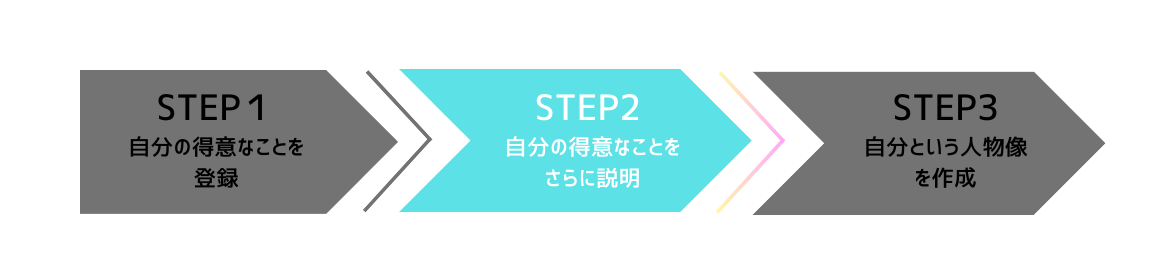 STEP1
自分の得意なことを
登録
STEP2
自分の得意なことを
さらに説明
STEP3
自分という人物像
を作成